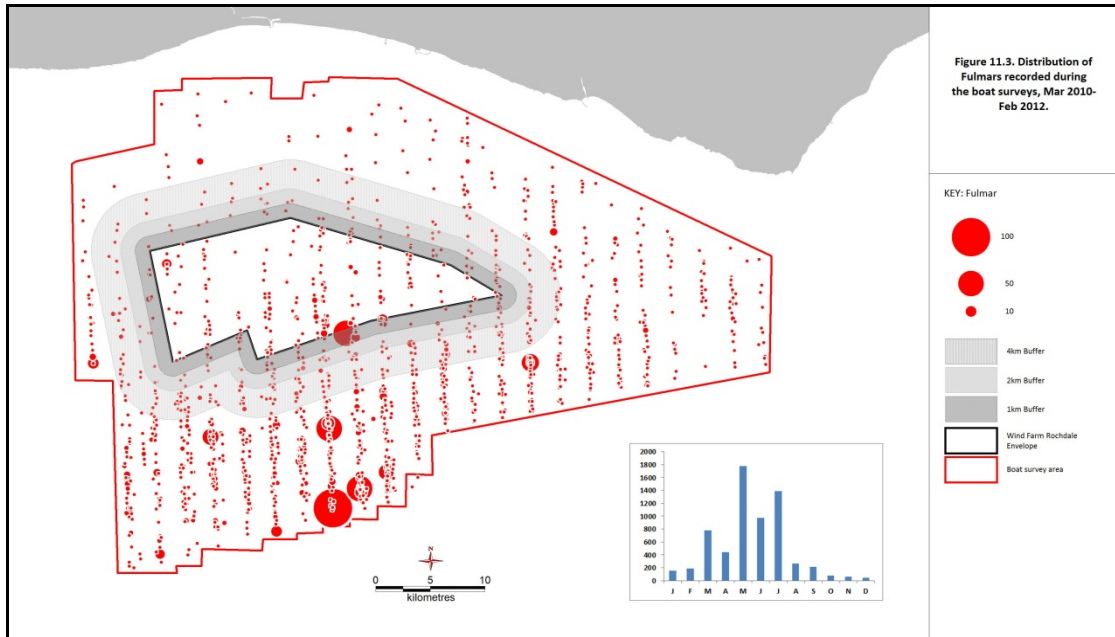 Figure 11.3. Distribution of
Fulmars recorded during
the boat surveys, Mar 2010-
Feb 2012.
KEY: Fulmar
100
50
10
4km Buffer
2km Buffer
1km Buffer
Wind Farm Rochdale
Envelope
Boat survey area
N
0 5 10
kilometres
2000
1800
1600
1400
1200
1000
800
600
400
200
0
J F M A M J J A S O N D